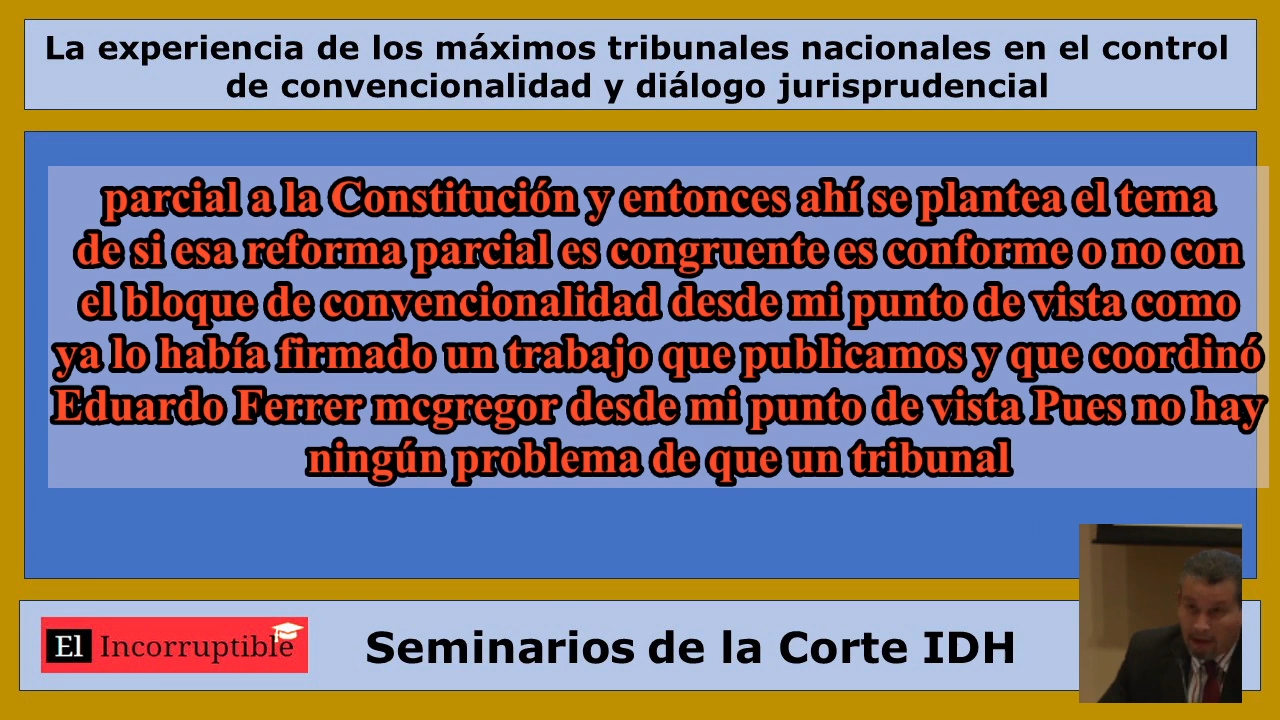 La experiencia de los máximos tribunales nacionales en el control
de convencionalidad y diálogo jurisprudencial
parcial a la Constitución y entonces ahí se plantea el tema
de si esa reforma parcial es congruente es conforme o no con
el bloque de convencionalidad desde mi punto de vista como
ya lo había firmado un trabajo que publicamos y que coordinó
Eduardo Ferrer mcgregor desde mi punto de vista Pues no hay
ningún problema de que un tribunal
El Incorruptible
Seminarios de la Corte IDH